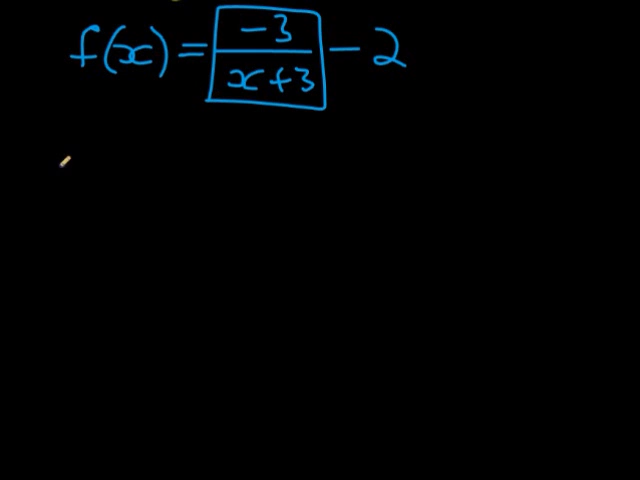 f(x) = -3/(x+3) - 2